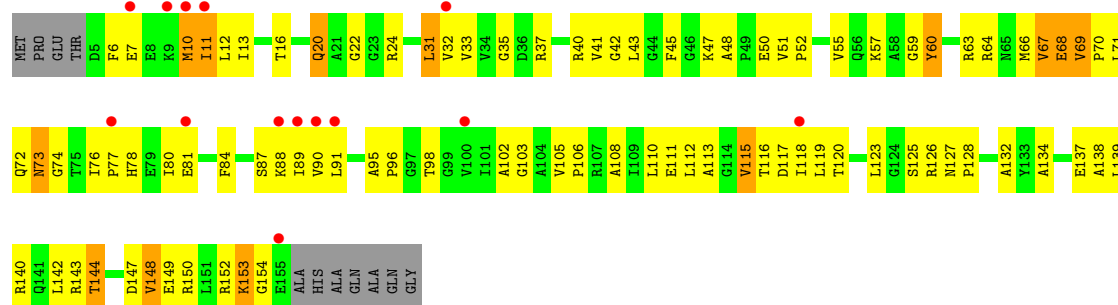 MET PRO GLU THR D5 F6 E7 E8 K9 M10 I11 L12 I13 T16 Q20 A21 G22 G23 R24 L31 V32 V33 V34 G35 D36 R37 R40 V41 G42 L43 G44 F45 G46 K47 A48 P49 E50 V51 P52 V55 Q56 K57 A58 G59 Y60 R63 R64 N65 M66 V67 E68 V69 P70 L71
Q72 N73 G74 T75 I76 P77 H78 E79 I80 E81 F84 S87 K88 I89 V90 L91 A95 P96 G97 T98 G99 V100 I101 A102 G103 A104 V105 P106 R107 A108 I109 L110 E111 L112 A113 G114 V115 T116 D117 I118 L119 T120 L123 G124 S125 R126 N127 P128 A132 Y133 A134 E137 A138 L139
R140 Q141 L142 R143 T144 D147 V148 E149 R150 L151 R152 K153 G154 E155 ALA HIS ALA GLN ALA GLN GLY